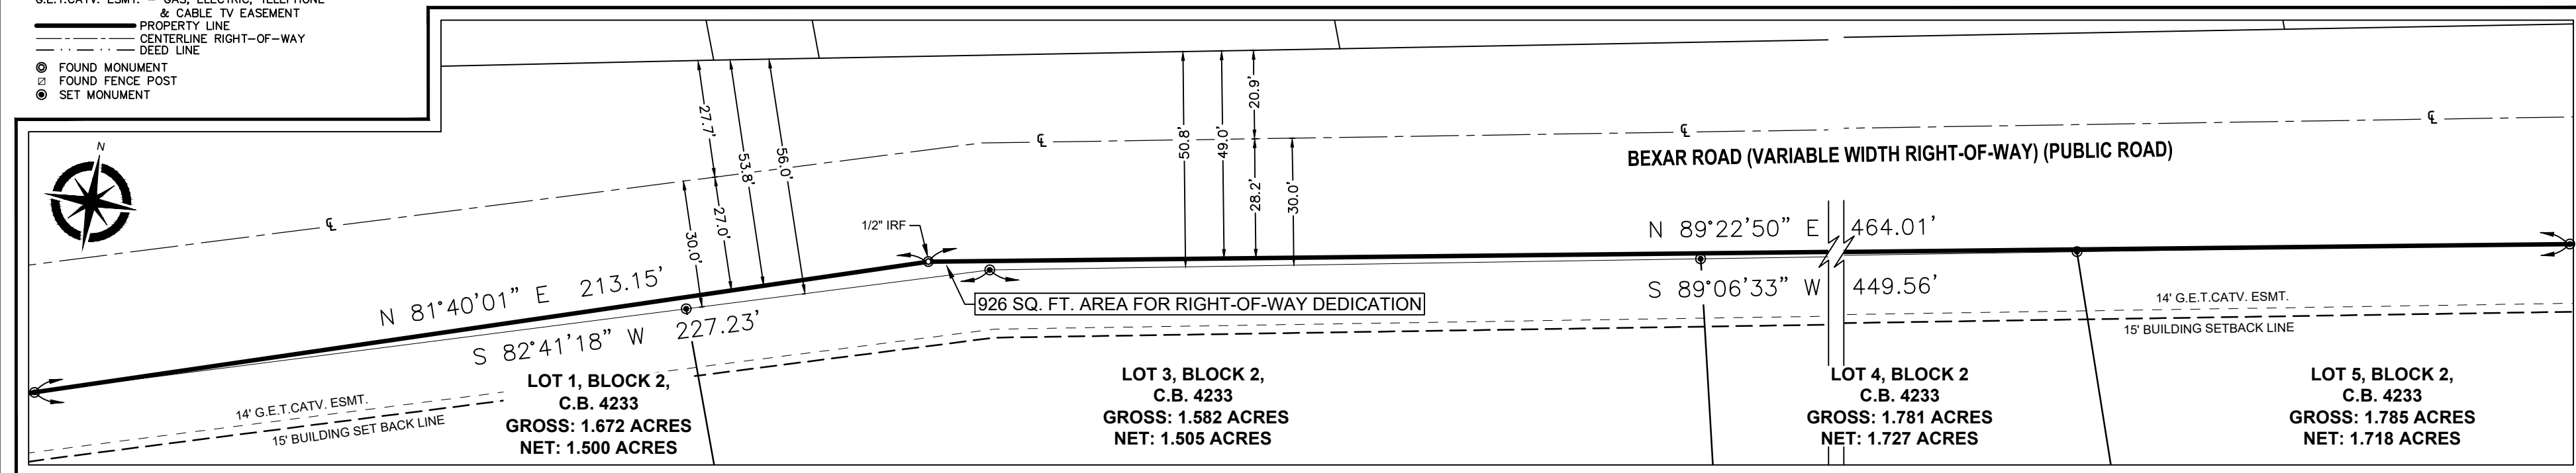 G.E.T.CATV. ESMT. – GAS, ELECTRIC, TELEPHONE
& CABLE TV EASEMENT
PROPERTY LINE
CENTERLINE RIGHT–OF–WAY
DEED LINE
FOUND MONUMENT
FOUND FENCE POST
SET MONUMENT
N
27.7'
53.8'
56.0'
27.0'
30.0'
50.8'
49.0'
20.9'
28.2'
30.0'
℄
℄
℄
℄
BEXAR ROAD (VARIABLE WIDTH RIGHT-OF-WAY) (PUBLIC ROAD)
1/2" IRF
N 89°22'50" E 464.01'
S 89°06'33" W 449.56'
N 81°40'01" E 213.15'
S 82°41'18" W 227.23'
926 SQ. FT. AREA FOR RIGHT-OF-WAY DEDICATION
14' G.E.T.CATV. ESMT.
15' BUILDING SETBACK LINE
14' G.E.T.CATV. ESMT.
15' BUILDING SET BACK LINE
LOT 1, BLOCK 2,
C.B. 4233
GROSS: 1.672 ACRES
NET: 1.500 ACRES
LOT 3, BLOCK 2,
C.B. 4233
GROSS: 1.582 ACRES
NET: 1.505 ACRES
LOT 4, BLOCK 2
C.B. 4233
GROSS: 1.781 ACRES
NET: 1.727 ACRES
LOT 5, BLOCK 2,
C.B. 4233
GROSS: 1.785 ACRES
NET: 1.718 ACRES